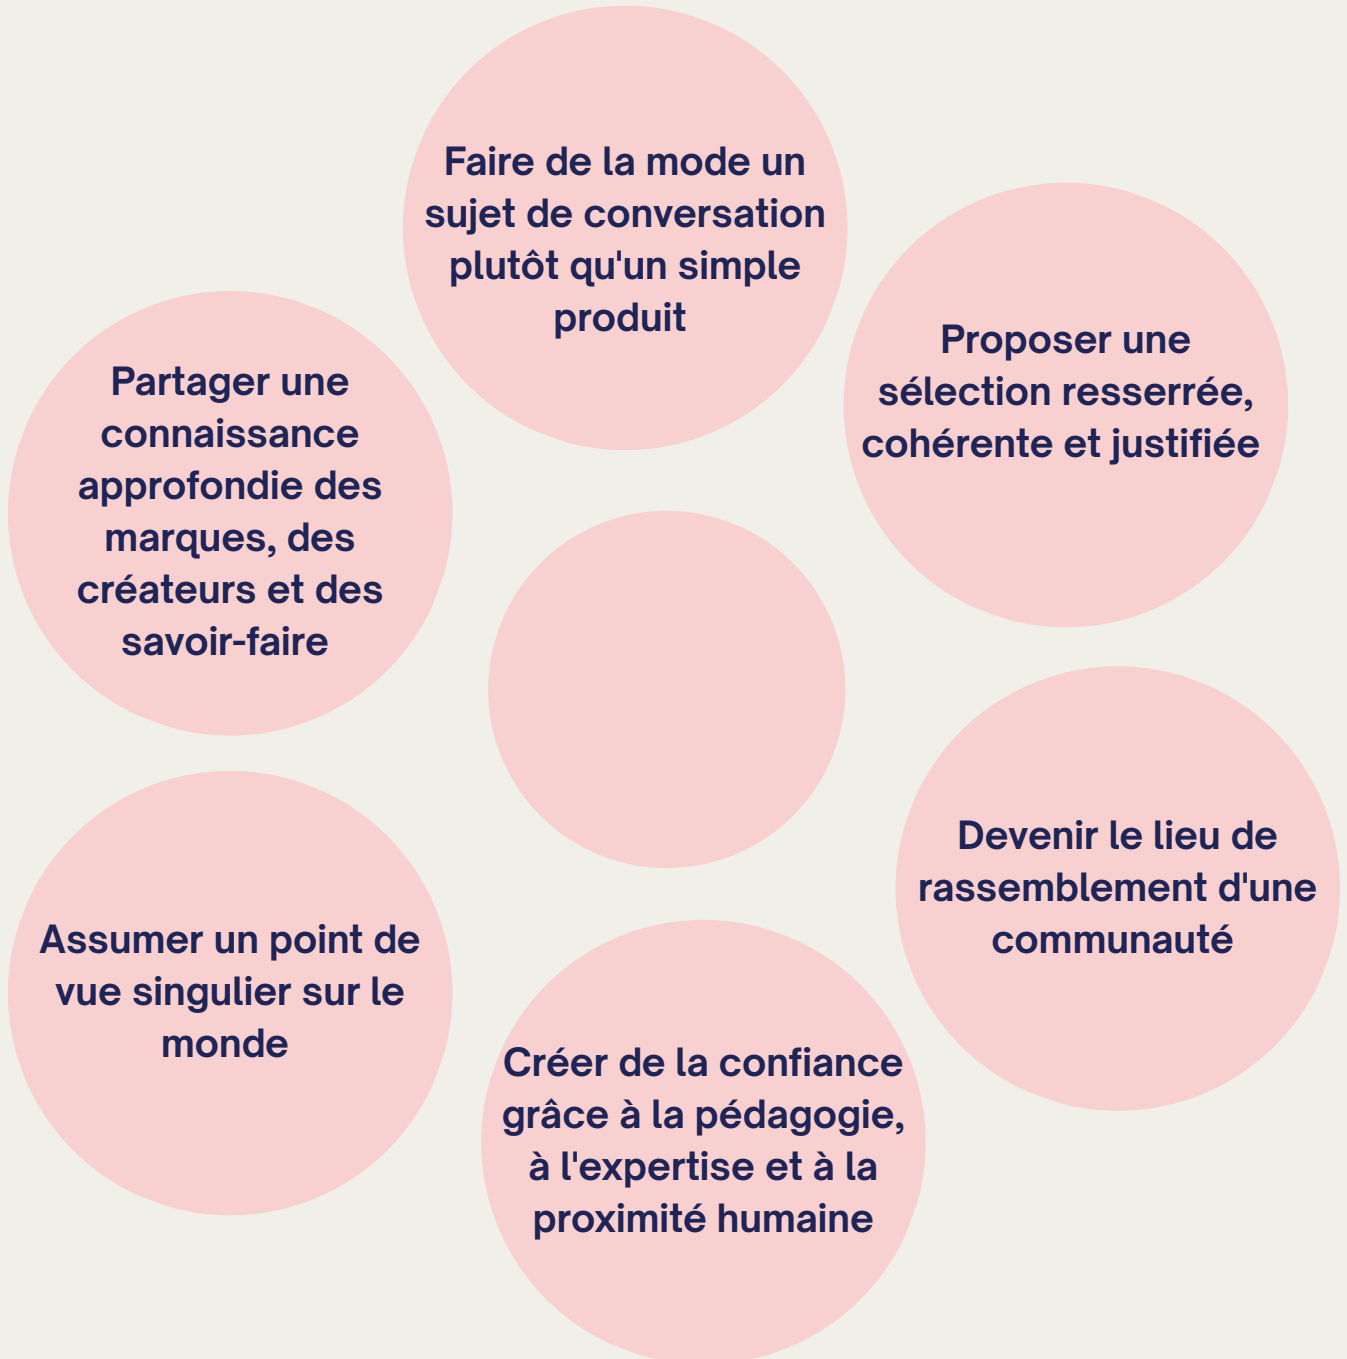 Faire de la mode un
sujet de conversation
plutôt qu'un simple
produit
Proposer une
sélection resserrée,
cohérente et justifiée
Partager une
connaissance
approfondie des
marques, des
créateurs et des
savoir-faire
Devenir le lieu de
rassemblement d'une
communauté
Assumer un point de
vue singulier sur le
monde
Créer de la confiance
grâce à la pédagogie,
à l'expertise et à la
proximité humaine